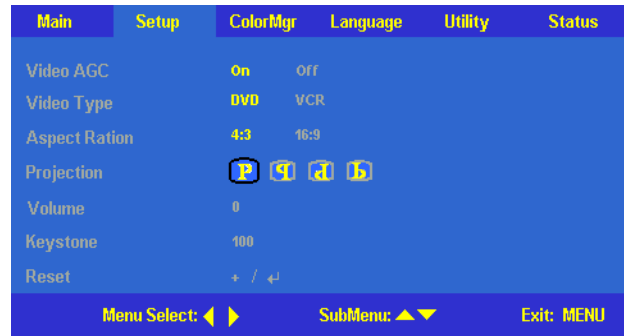 Main Setup ColorMgr Language Utility Status
Video AGC On Off
Video Type DVD VCR
Aspect Ration 4:3 16:9
Projection P
Volume 0
Keystone 100
Reset + / ↵
Menu Select: ◀ ▶ SubMenu: ▲ ▼ Exit: MENU